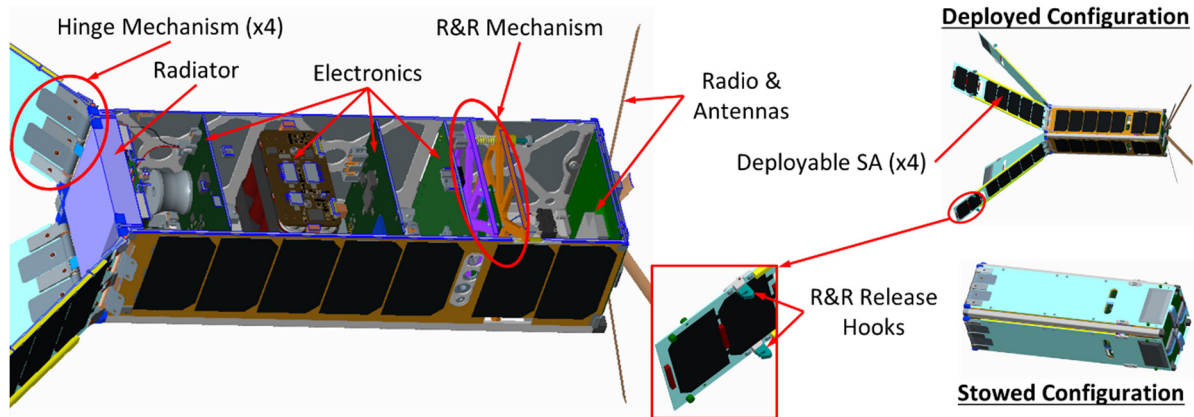 Hinge Mechanism (x4)
Radiator
Electronics
R&R Mechanism
Radio &
Antennas
Deployed Configuration
Deployable SA (x4)
R&R Release
Hooks
Stowed Configuration